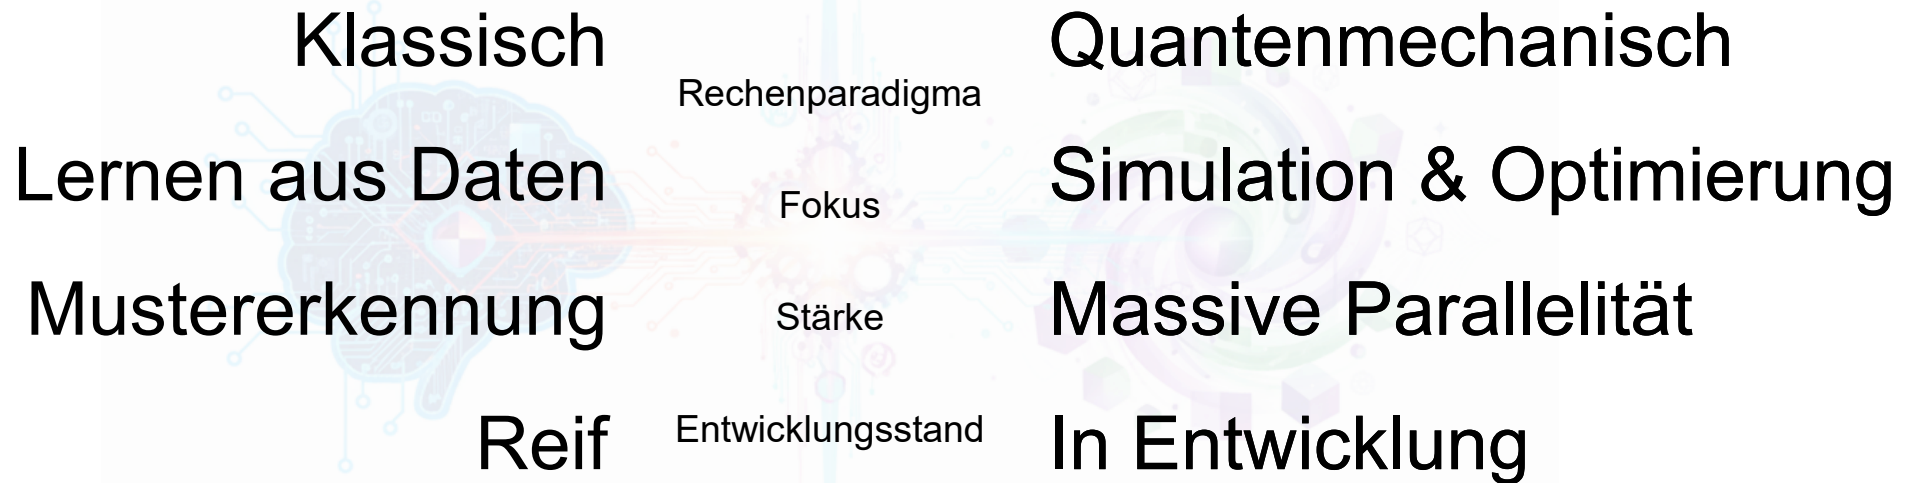 Klassisch
Rechenparadigma
Quantenmechanisch
Lernen aus Daten
Fokus
Simulation & Optimierung
Mustererkennung
Stärke
Massive Parallelität
Reif
Entwicklungsstand
In Entwicklung